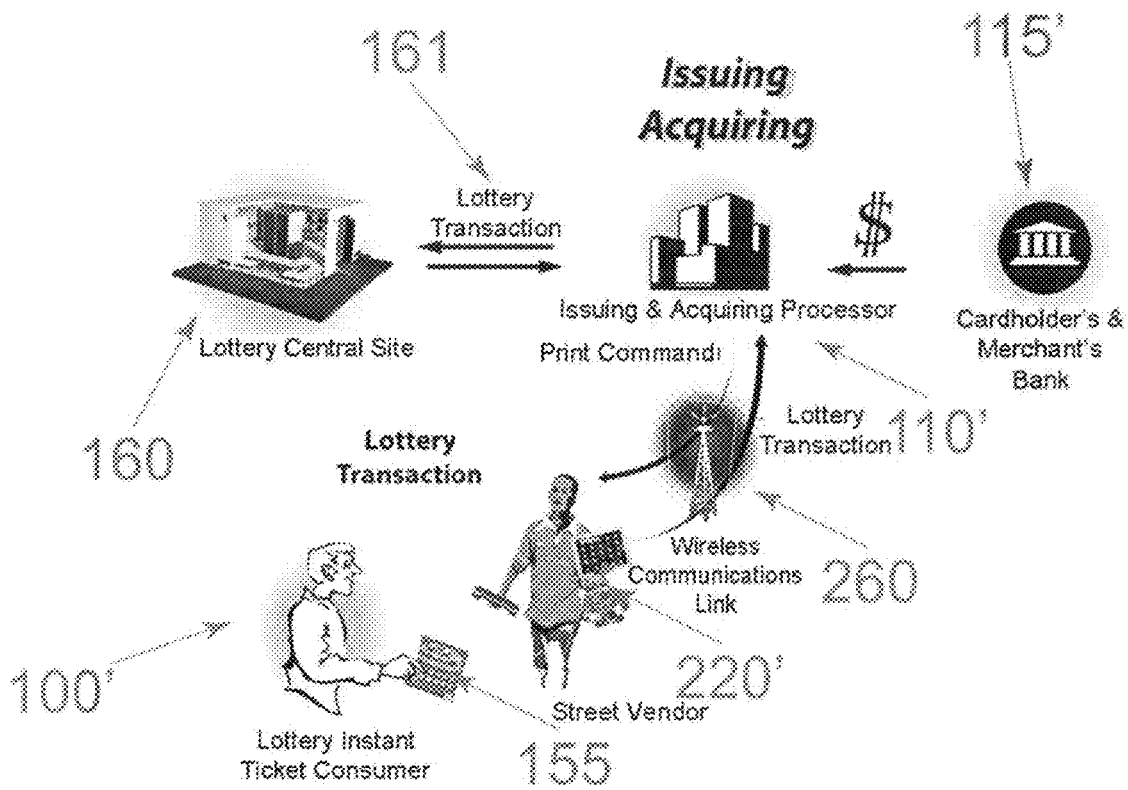 161
115'
Issuing
Acquiring
Lottery
Transaction
$
Issuing & Acquiring Processor
Cardholder's &
Merchant's
Bank
Lottery Central Site
Print Command
160
Lottery
Transaction
110'
Lottery
Transaction
Wireless
Communications
Link
260
100'
220'
Street Vendor
Lottery Instant
Ticket Consumer
155